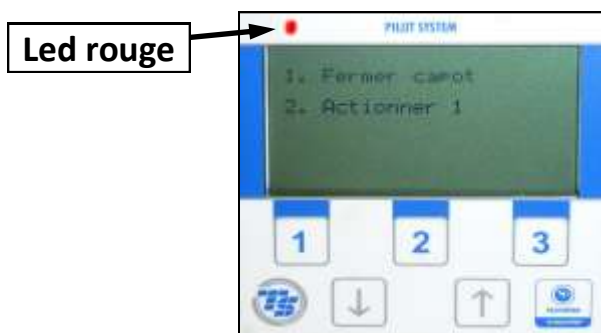 Led rouge
PILOT SYSTEM
1. Fermer capot
2. Actionner 1
1 2 3